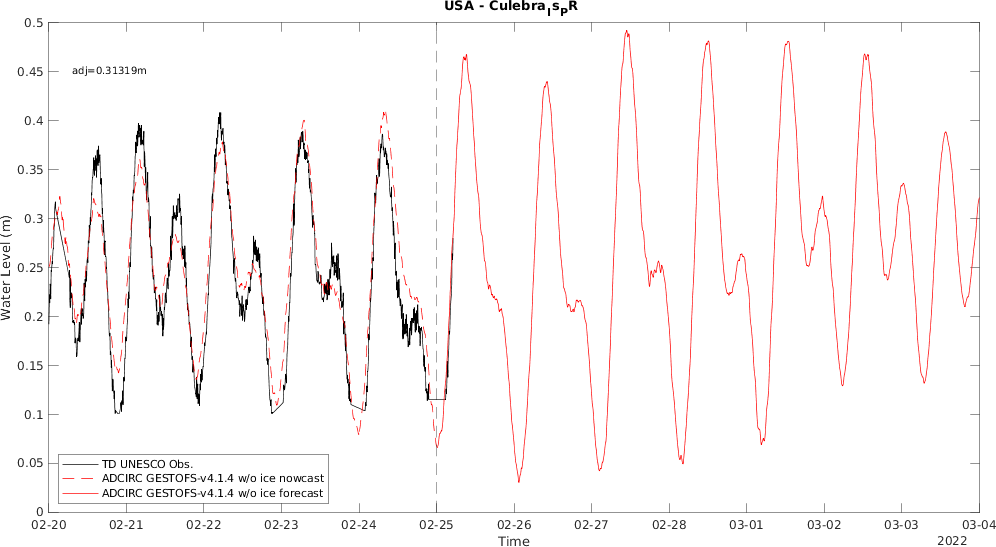 USA - Culebra_Is_PR
0.5
0.45
0.4
0.35
0.3
0.25
0.2
0.15
0.1
0.05
0
Water Level (m)
adj=0.31319m
TD UNESCO Obs.
ADCIRC GESTOFS-v4.1.4 w/o ice nowcast
ADCIRC GESTOFS-v4.1.4 w/o ice forecast
02-20 02-21 02-22 02-23 02-24 02-25 02-26 02-27 02-28 03-01 03-02 03-03 03-04
Time
2022